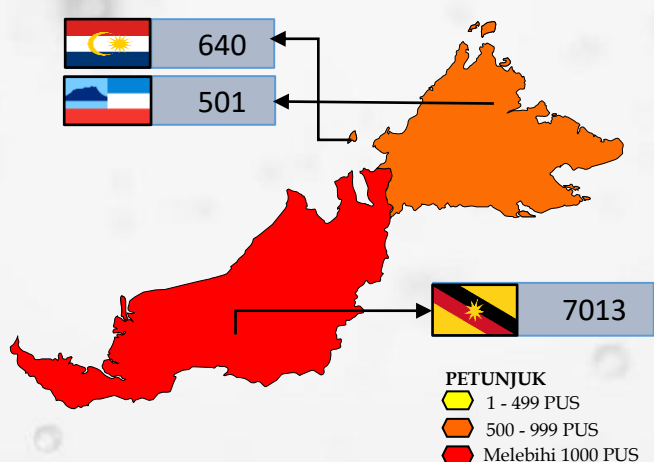 640
501
7013
PETUNJUK
1 - 499 PUS
500 - 999 PUS
Melebihi 1000 PUS